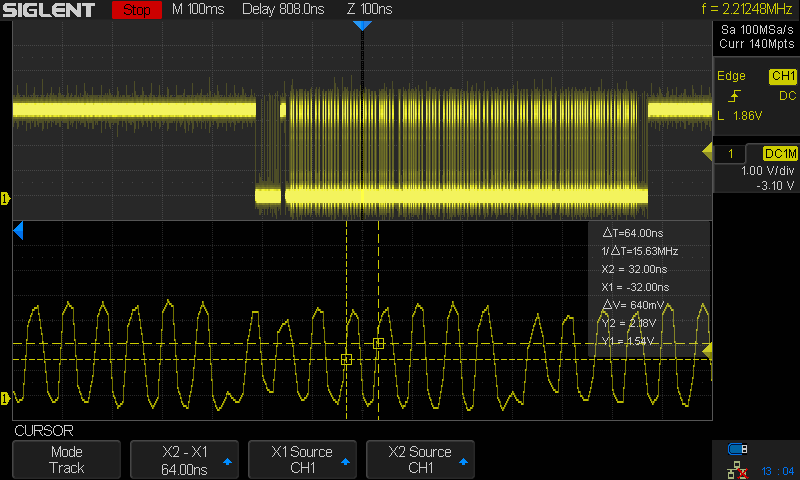 SIGLENT Stop M 100ms Delay 808.0ns Z 100ns f = 2.21248MHz
Sa 100MSa/s
Curr 140Mpts
Edge CH1
DC
L 1.86V
1 DC1M
1.00 V/div
-3.10 V
1
△T=64.00ns
1/△T=15.63MHz
X2 = 32.00ns
X1 = -32.00ns
△V= 640mV
Y2 = 2.18V
Y1 = 1.54V
1
CURSOR
Mode
Track
X2 - X1
64.00ns
X1 Source
CH1
X2 Source
CH1
13 : 04